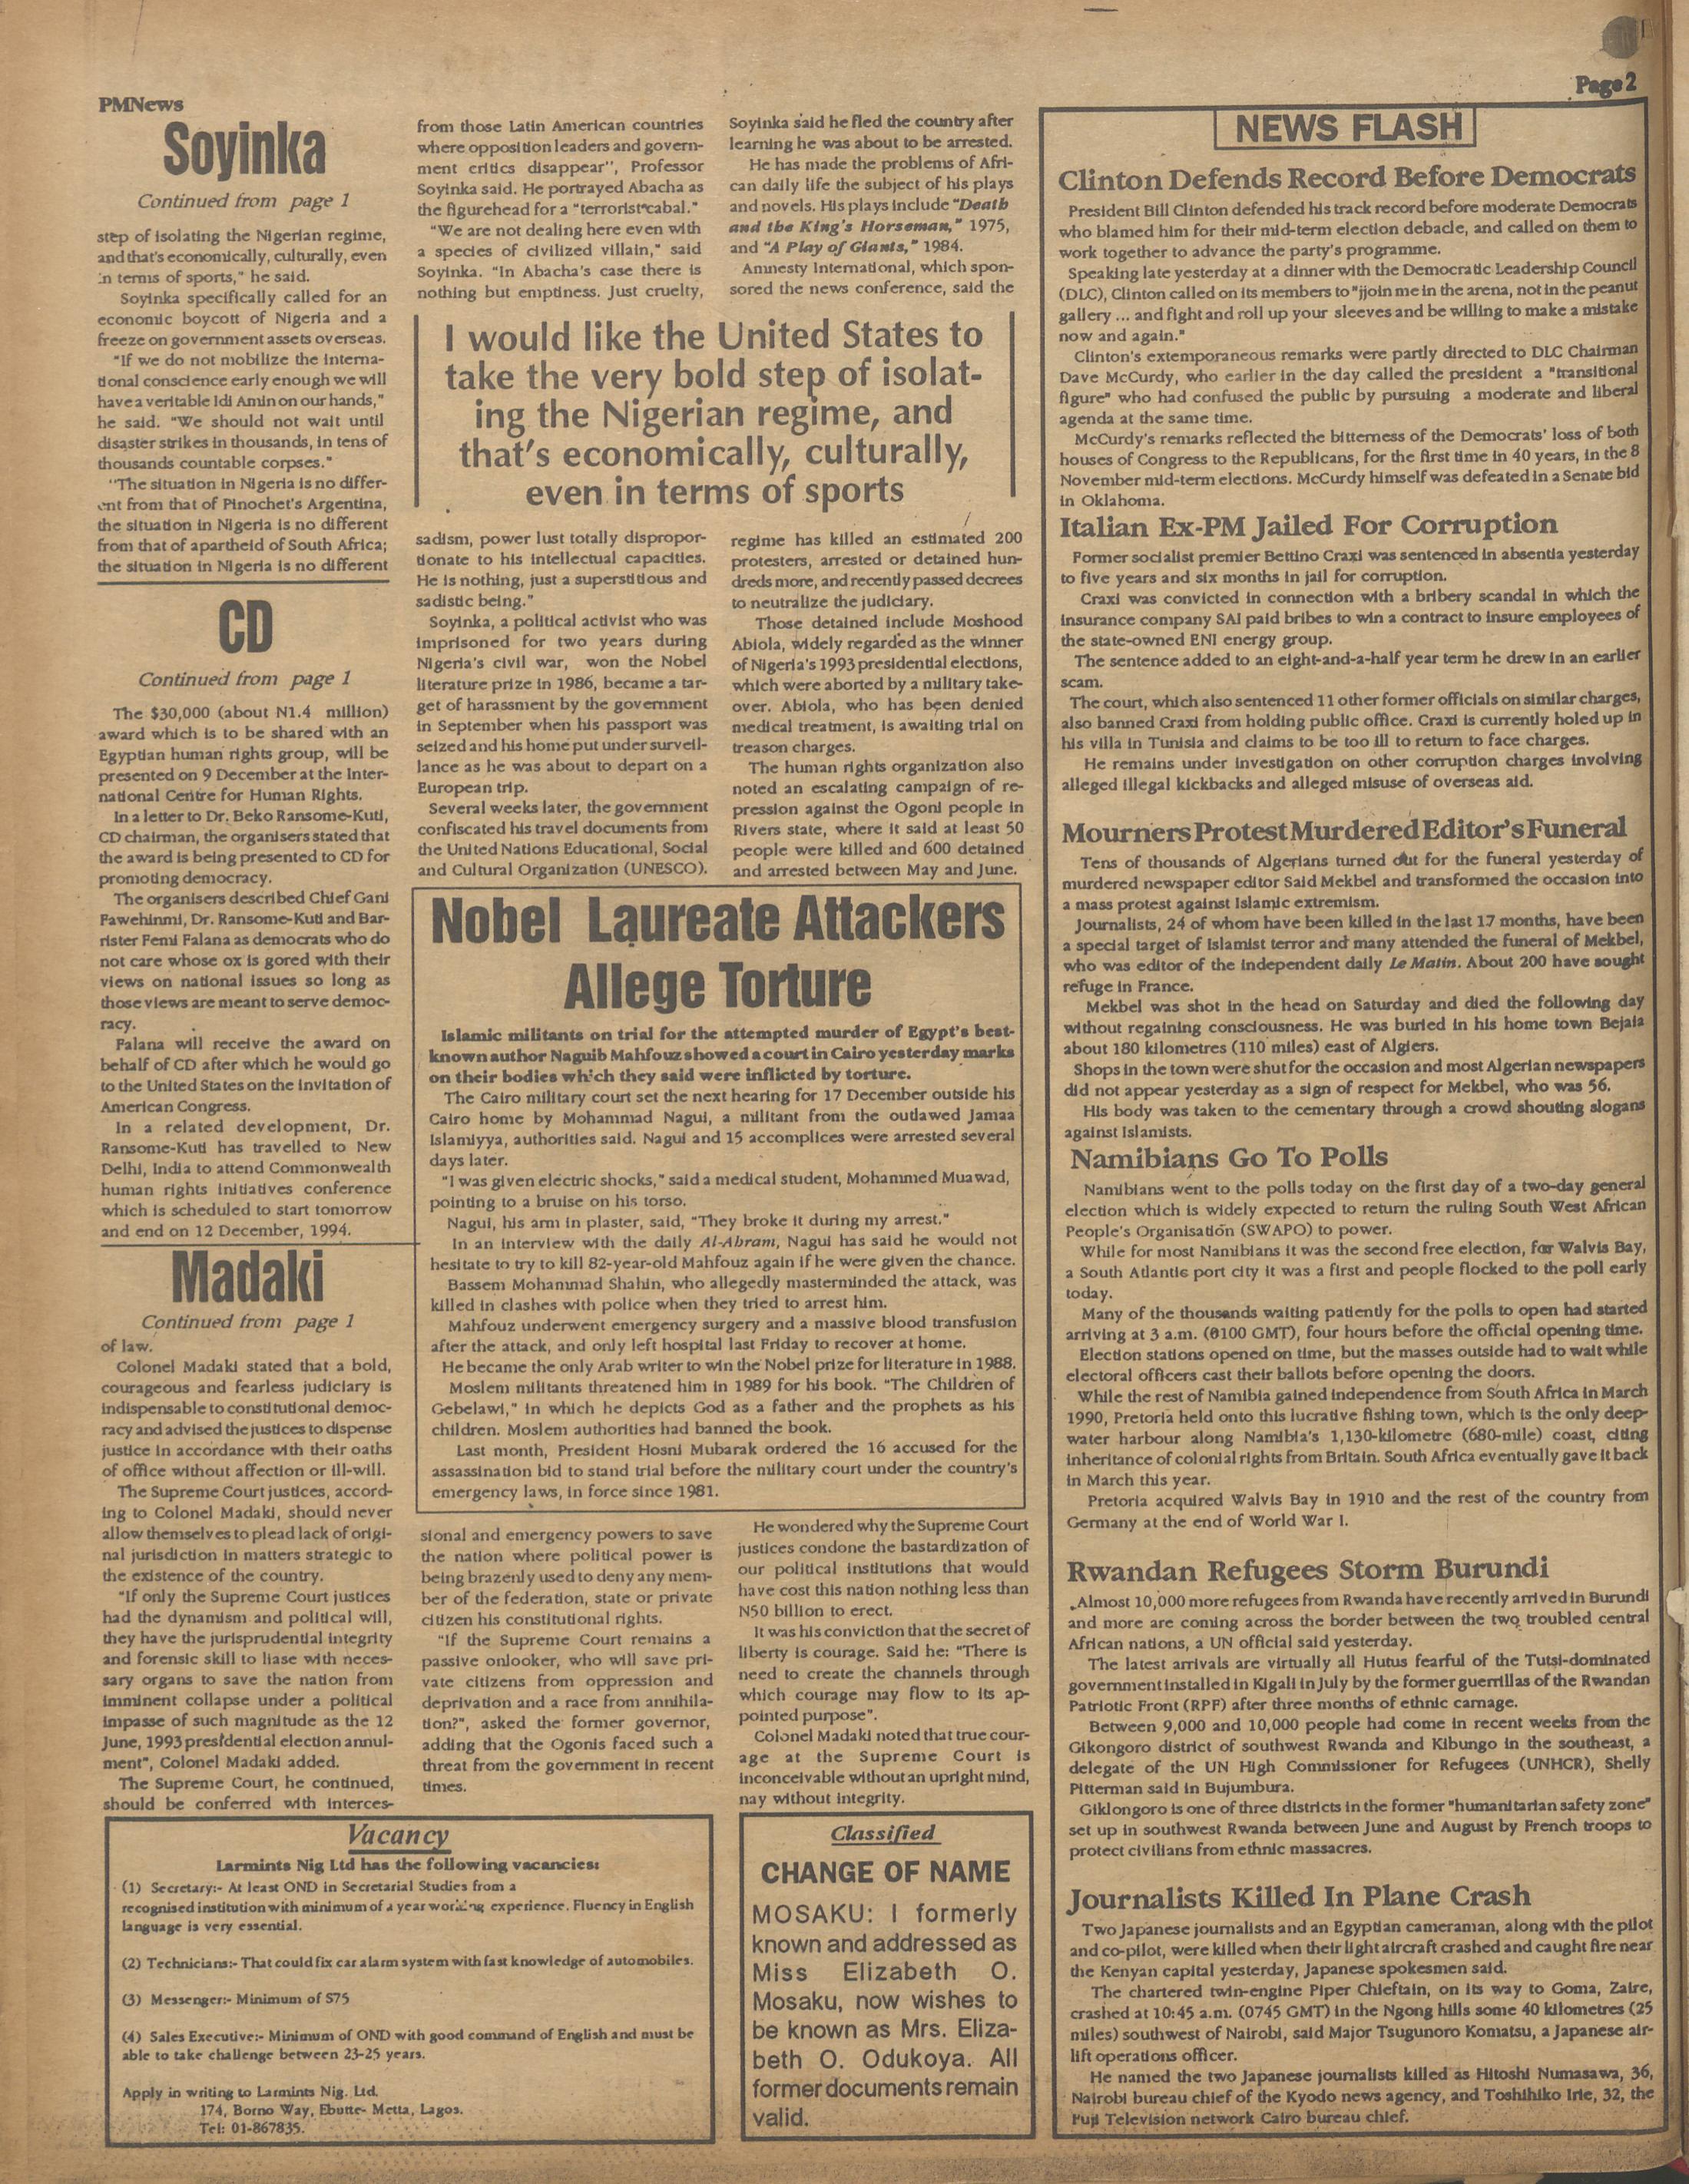 PMNews
Page 2
Soyinka
Continued from page 1
step of isolating the Nigerian regime,
and that's economically, culturally, even
in terms of sports," he said.
Soyinka specifically called for an
economic boycott of Nigeria and a
freeze on government assets overseas.
"If we do not mobilize the interna-
tional conscience early enough we will
have a veritable Idi Amin on our hands,"
he said. "We should not wait until
disaster strikes in thousands, in tens of
thousands countable corpses."
"The situation in Nigeria is no differ-
ent from that of Pinochet's Argentina,
the situation in Nigeria is no different
from that of apartheid of South Africa;
the situation in Nigeria is no different
from those Latin American countries
where opposition leaders and govern-
ment critics disappear", Professor
Soyinka said. He portrayed Abacha as
the figurehead for a "terrorist cabal."
"We are not dealing here even with
a species of civilized villain," said
Soyinka. "In Abacha's case there is
nothing but emptiness. Just cruelty,
I would like the United States to
take the very bold step of isolat-
ing the Nigerian regime, and
that's economically, culturally,
even in terms of sports
sadism, power lust totally dispropor-
tionate to his intellectual capacities.
He is nothing, just a superstitious and
sadistic being."
Soyinka, a political activist who was
imprisoned for two years during
Nigeria's civil war, won the Nobel
literature prize in 1986, became a tar-
get of harassment by the government
in September when his passport was
seized and his home put under surveil-
lance as he was about to depart on a
European trip.
Several weeks later, the government
confiscated his travel documents from
the United Nations Educational, Social
and Cultural Organization (UNESCO).
Soyinka said he fled the country after
learning he was about to be arrested.
He has made the problems of Afri-
can daily life the subject of his plays
and novels. His plays include "Death
and the King's Horseman," 1975,
and "A Play of Giants," 1984.
Amnesty International, which spon-
sored the news conference, said the
regime has killed an estimated 200
protesters, arrested or detained hun-
dreds more, and recently passed decrees
to neutralize the judiciary.
Those detained include Moshood
Abiola, widely regarded as the winner
of Nigeria's 1993 presidential elections,
which were aborted by a military take-
over. Abiola, who has been denied
medical treatment, is awaiting trial on
treason charges.
The human rights organization also
noted an escalating campaign of re-
pression against the Ogoni people in
Rivers state, where it said at least 50
people were killed and 600 detained
and arrested between May and June.
CD
Continued from page 1
The $30,000 (about N1.4 million)
award which is to be shared with an
Egyptian human rights group, will be
presented on 9 December at the Inter-
national Centre for Human Rights.
In a letter to Dr. Beko Ransome-Kuti,
CD chairman, the organisers stated that
the award is being presented to CD for
promoting democracy.
The organisers described Chief Gani
Fawehinmi, Dr. Ransome-Kuti and Bar-
rister Femi Falana as democrats who do
not care whose ox is gored with their
views on national issues so long as
those views are meant to serve democ-
racy.
Falana will receive the award on
behalf of CD after which he would go
to the United States on the invitation of
American Congress.
In a related development, Dr.
Ransome-Kuti has travelled to New
Delhi, India to attend Commonwealth
human rights initiatives conference
which is scheduled to start tomorrow
and end on 12 December, 1994.
Nobel Laureate Attackers
Allege Torture
Islamic militants on trial for the attempted murder of Egypt's best-
known author Naguib Mahfouz showed a court in Cairo yesterday marks
on their bodies which they said were inflicted by torture.
The Cairo military court set the next hearing for 17 December outside his
Cairo home by Mohammad Nagui, a militant from the outlawed Jamaa
Islamiyya, authorities said. Nagui and 15 accomplices were arrested several
days later.
"I was given electric shocks," said a medical student, Mohammed Muawad,
pointing to a bruise on his torso.
Nagui, his arm in plaster, said, "They broke it during my arrest."
In an interview with the daily Al-Ahram, Nagui has said he would not
hesitate to try to kill 82-year-old Mahfouz again if he were given the chance.
Bassem Mohammad Shahin, who allegedly masterminded the attack, was
killed in clashes with police when they tried to arrest him.
Mahfouz underwent emergency surgery and a massive blood transfusion
after the attack, and only left hospital last Friday to recover at home.
He became the only Arab writer to win the Nobel prize for literature in 1988.
Moslem militants threatened him in 1989 for his book. "The Children of
Gebelawi," in which he depicts God as a father and the prophets as his
children. Moslem authorities had banned the book.
Last month, President Hosni Mubarak ordered the 16 accused for the
assassination bid to stand trial before the military court under the country's
emergency laws, in force since 1981.
Madaki
Continued from page 1
of law.
Colonel Madaki stated that a bold,
courageous and fearless judiciary is
indispensable to constitutional democ-
racy and advised the justices to dispense
justice in accordance with their oaths
of office without affection or ill-will.
The Supreme Court justices, accord-
ing to Colonel Madaki, should never
allow themselves to plead lack of origi-
nal jurisdiction in matters strategic to
the existence of the country.
"If only the Supreme Court justices
had the dynamism and political will,
they have the jurisprudential integrity
and forensic skill to liase with neces-
sary organs to save the nation from
imminent collapse under a political
impasse of such magnitude as the 12
June, 1993 presidential election annul-
ment", Colonel Madaki added.
The Supreme Court, he continued,
should be conferred with interces-
sional and emergency powers to save
the nation where political power is
being brazenly used to deny any mem-
ber of the federation, state or private
citizen his constitutional rights.
"If the Supreme Court remains a
passive onlooker, who will save pri-
vate citizens from oppression and
deprivation and a race from annihila-
tion?", asked the former governor,
adding that the Ogonis faced such a
threat from the government in recent
times.
He wondered why the Supreme Court
justices condone the bastardization of
our political institutions that would
have cost this nation nothing less than
N50 billion to erect.
It was his conviction that the secret of
liberty is courage. Said he: "There is
need to create the channels through
which courage may flow to its ap-
pointed purpose".
Colonel Madaki noted that true cour-
age at the Supreme Court is
inconceivable without an upright mind,
nay without integrity.
Vacancy
Larmints Nig Ltd has the following vacancies:
(1) Secretary:- At least OND in Secretarial Studies from a
recognised institution with minimum of a year working experience. Fluency in English
language is very essential.
(2) Technicians:- That could fix car alarm system with fast knowledge of automobiles.
(3) Messenger:- Minimum of S75
(4) Sales Executive:- Minimum of OND with good command of English and must be
able to take challenge between 23-25 years.
Apply in writing to Larmints Nig. Ltd.
174, Borno Way, Ebutte- Metta, Lagos.
Tel: 01-867835.
Classified
CHANGE OF NAME
MOSAKU: I formerly
known and addressed as
Miss Elizabeth O.
Mosaku, now wishes to
be known as Mrs. Eliza-
beth O. Odukoya. All
former documents remain
valid.
NEWS FLASH
Clinton Defends Record Before Democrats
President Bill Clinton defended his track record before moderate Democrats
who blamed him for their mid-term election debacle, and called on them to
work together to advance the party's programme.
Speaking late yesterday at a dinner with the Democratic Leadership Council
(DLC), Clinton called on its members to "jjoin me in the arena, not in the peanut
gallery ... and fight and roll up your sleeves and be willing to make a mistake
now and again."
Clinton's extemporaneous remarks were partly directed to DLC Chairman
Dave McCurdy, who earlier in the day called the president a "transitional
figure" who had confused the public by pursuing a moderate and liberal
agenda at the same time.
McCurdy's remarks reflected the bitterness of the Democrats' loss of both
houses of Congress to the Republicans, for the first time in 40 years, in the 8
November mid-term elections. McCurdy himself was defeated in a Senate bid
in Oklahoma.
Italian Ex-PM Jailed For Corruption
Former socialist premier Bettino Craxi was sentenced in absentia yesterday
to five years and six months in jail for corruption.
Craxi was convicted in connection with a bribery scandal in which the
insurance company SAI paid bribes to win a contract to insure employees of
the state-owned ENI energy group.
The sentence added to an eight-and-a-half year term he drew in an earlier
scam.
The court, which also sentenced 11 other former officials on similar charges,
also banned Craxi from holding public office. Craxi is currently holed up in
his villa in Tunisia and claims to be too ill to return to face charges.
He remains under investigation on other corruption charges involving
alleged illegal kickbacks and alleged misuse of overseas aid.
Mourners Protest Murdered Editor's Funeral
Tens of thousands of Algerians turned out for the funeral yesterday of
murdered newspaper editor Said Mekbel and transformed the occasion into
a mass protest against Islamic extremism.
Journalists, 24 of whom have been killed in the last 17 months, have been
a special target of Islamist terror and many attended the funeral of Mekbel,
who was editor of the independent daily Le Matin. About 200 have sought
refuge in France.
Mekbel was shot in the head on Saturday and died the following day
without regaining consciousness. He was buried in his home town Bejaia
about 180 kilometres (110 miles) east of Algiers.
Shops in the town were shut for the occasion and most Algerian newspapers
did not appear yesterday as a sign of respect for Mekbel, who was 56.
His body was taken to the cementary through a crowd shouting slogans
against Islamists.
Namibians Go To Polls
Namibians went to the polls today on the first day of a two-day general
election which is widely expected to return the ruling South West African
People's Organisation (SWAPO) to power.
While for most Namibians it was the second free election, for Walvis Bay,
a South Atlantic port city it was a first and people flocked to the poll early
today.
Many of the thousands waiting patiently for the polls to open had started
arriving at 3 a.m. (0100 GMT), four hours before the official opening time.
Election stations opened on time, but the masses outside had to wait while
electoral officers cast their ballots before opening the doors.
While the rest of Namibia gained independence from South Africa in March
1990, Pretoria held onto this lucrative fishing town, which is the only deep-
water harbour along Namibia's 1,130-kilometre (680-mile) coast, citing
inheritance of colonial rights from Britain. South Africa eventually gave it back
in March this year.
Pretoria acquired Walvis Bay in 1910 and the rest of the country from
Germany at the end of World War I.
Rwandan Refugees Storm Burundi
Almost 10,000 more refugees from Rwanda have recently arrived in Burundi
and more are coming across the border between the two troubled central
African nations, a UN official said yesterday.
The latest arrivals are virtually all Hutus fearful of the Tutsi-dominated
government installed in Kigali in July by the former guerrillas of the Rwandan
Patriotic Front (RPF) after three months of ethnic carnage.
Between 9,000 and 10,000 people had come in recent weeks from the
Gikongoro district of southwest Rwanda and Kibungo in the southeast, a
delegate of the UN High Commissioner for Refugees (UNHCR), Shelly
Pitterman said in Bujumbura.
Giklongoro is one of three districts in the former "humanitarian safety zone"
set up in southwest Rwanda between June and August by French troops to
protect civilians from ethnic massacres.
Journalists Killed In Plane Crash
Two Japanese journalists and an Egyptian cameraman, along with the pilot
and co-pilot, were killed when their light aircraft crashed and caught fire near
the Kenyan capital yesterday, Japanese spokesmen said.
The chartered twin-engine Piper Chieftain, on its way to Goma, Zaire,
crashed at 10:45 a.m. (0745 GMT) in the Ngong hills some 40 kilometres (25
miles) southwest of Nairobi, said Major Tsugunoro Komatsu, a Japanese air-
lift operations officer.
He named the two Japanese journalists killed as Hitoshi Numasawa, 36,
Nairobi bureau chief of the Kyodo news agency, and Toshihiko Irie, 32, the
Fuji Television network Cairo bureau chief.